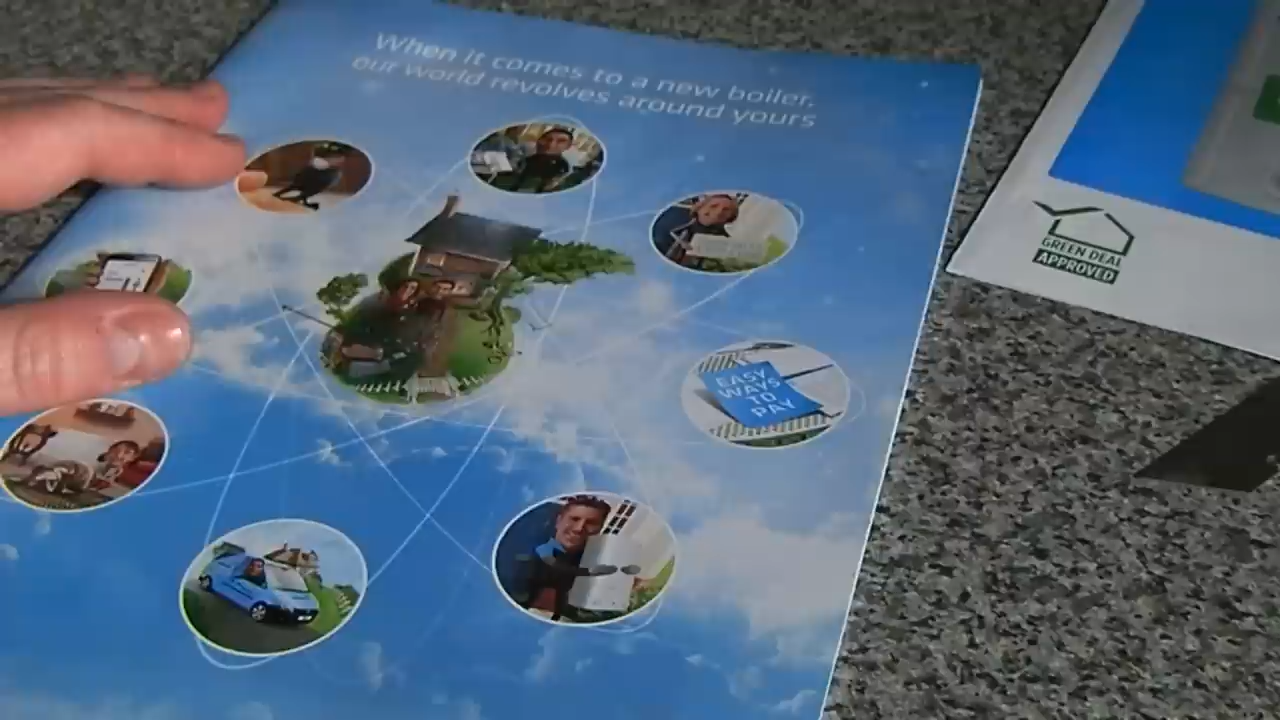 When it comes to a new boiler,
our world revolves around yours
EASY
WAYS
TO
PAY
GREEN DEAL
APPROVED